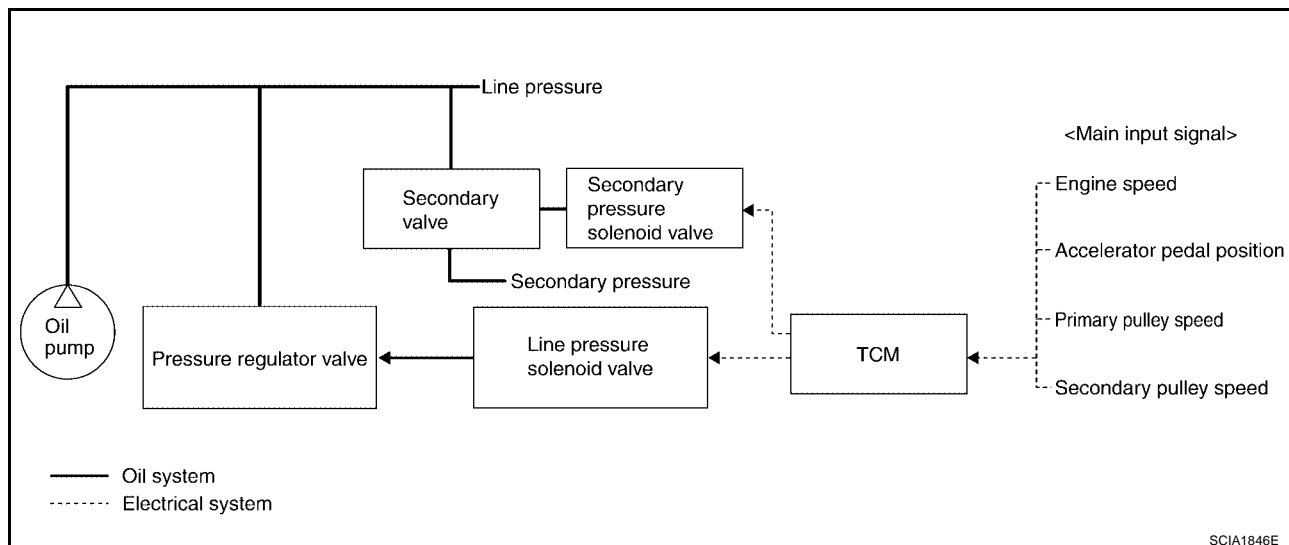 Line pressure
<Main input signal>
Secondary
valve
Secondary
pressure
solenoid valve
Engine speed
Accelerator pedal position
Secondary pressure
Oil
pump
Pressure regulator valve
Line pressure
solenoid valve
TCM
Primary pulley speed
Secondary pulley speed
Oil system
Electrical system
SCIA1846E